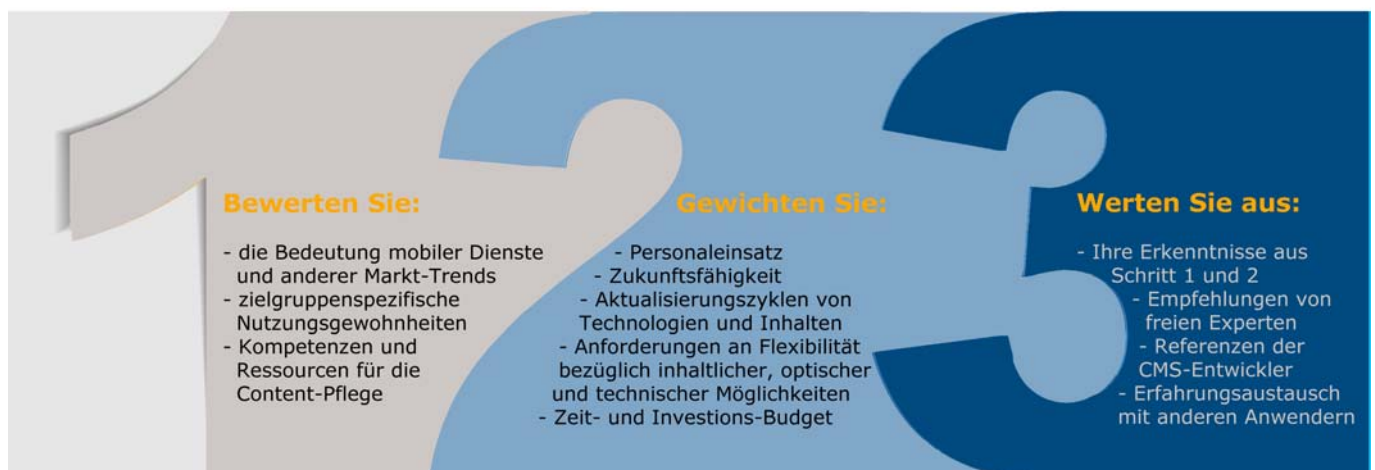 1
Bewerten Sie:
- die Bedeutung mobiler Dienste
und anderer Markt-Trends
- zielgruppenspezifische
Nutzungsgewohnheiten
- Kompetenzen und
Ressourcen für die
Content-Pflege
2
Gewichten Sie:
- Personaleinsatz
- Zukunftsfähigkeit
- Aktualisierungszyklen von
Technologien und Inhalten
- Anforderungen an Flexibilität
bezüglich inhaltlicher, optischer
und technischer Möglichkeiten
- Zeit- und Investions-Budget
3
Werten Sie aus:
- Ihre Erkenntnisse aus
Schritt 1 und 2
- Empfehlungen von
freien Experten
- Referenzen der
CMS-Entwickler
- Erfahrungsaustausch
mit anderen Anwendern